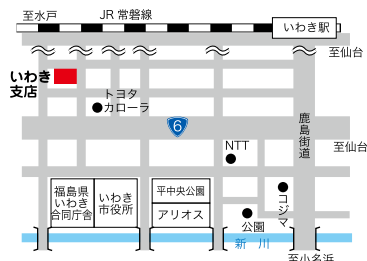 至水戸
JR 常磐線
いわき駅
至仙台
いわき
支店
トヨタ
カローラ
6
鹿島街道
至仙台
NTT
福島県
いわき
合同庁舎
いわき
市役所
平中央公園
アリオス
コジマ
公園
新 川
至小名浜